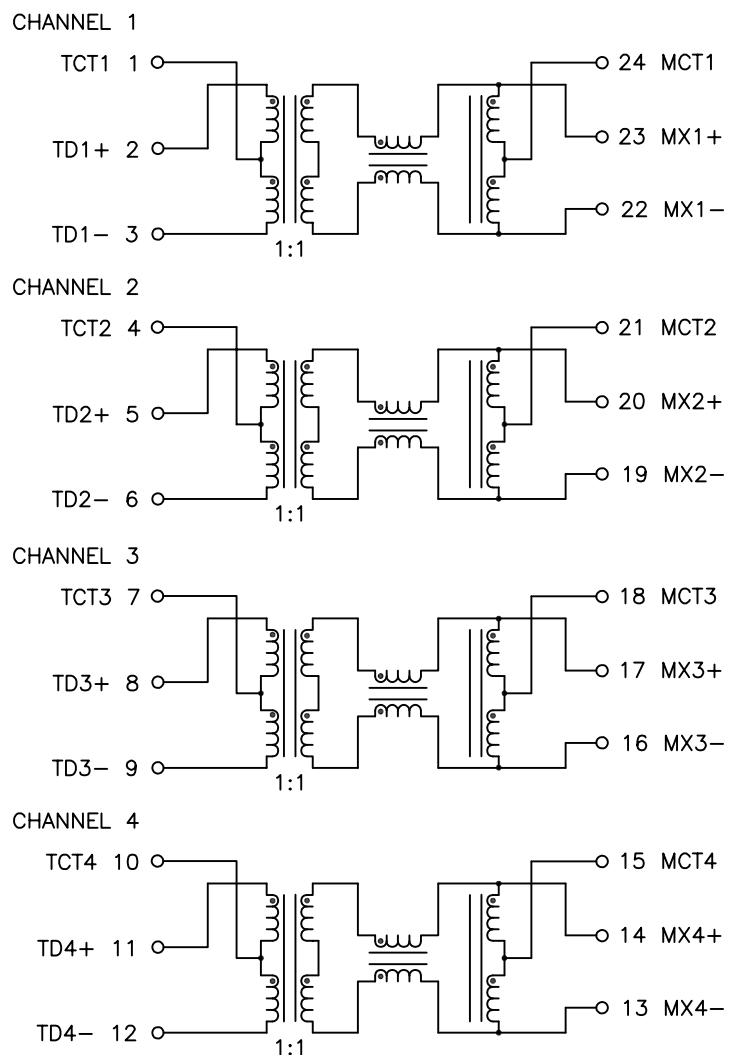 CHANNEL 1
TCT1 1 24 MCT1
TD1+ 2 23 MX1+
TD1− 3 22 MX1−
1:1
CHANNEL 2
TCT2 4 21 MCT2
TD2+ 5 20 MX2+
TD2− 6 19 MX2−
1:1
CHANNEL 3
TCT3 7 18 MCT3
TD3+ 8 17 MX3+
TD3− 9 16 MX3−
1:1
CHANNEL 4
TCT4 10 15 MCT4
TD4+ 11 14 MX4+
TD4− 12 13 MX4−
1:1